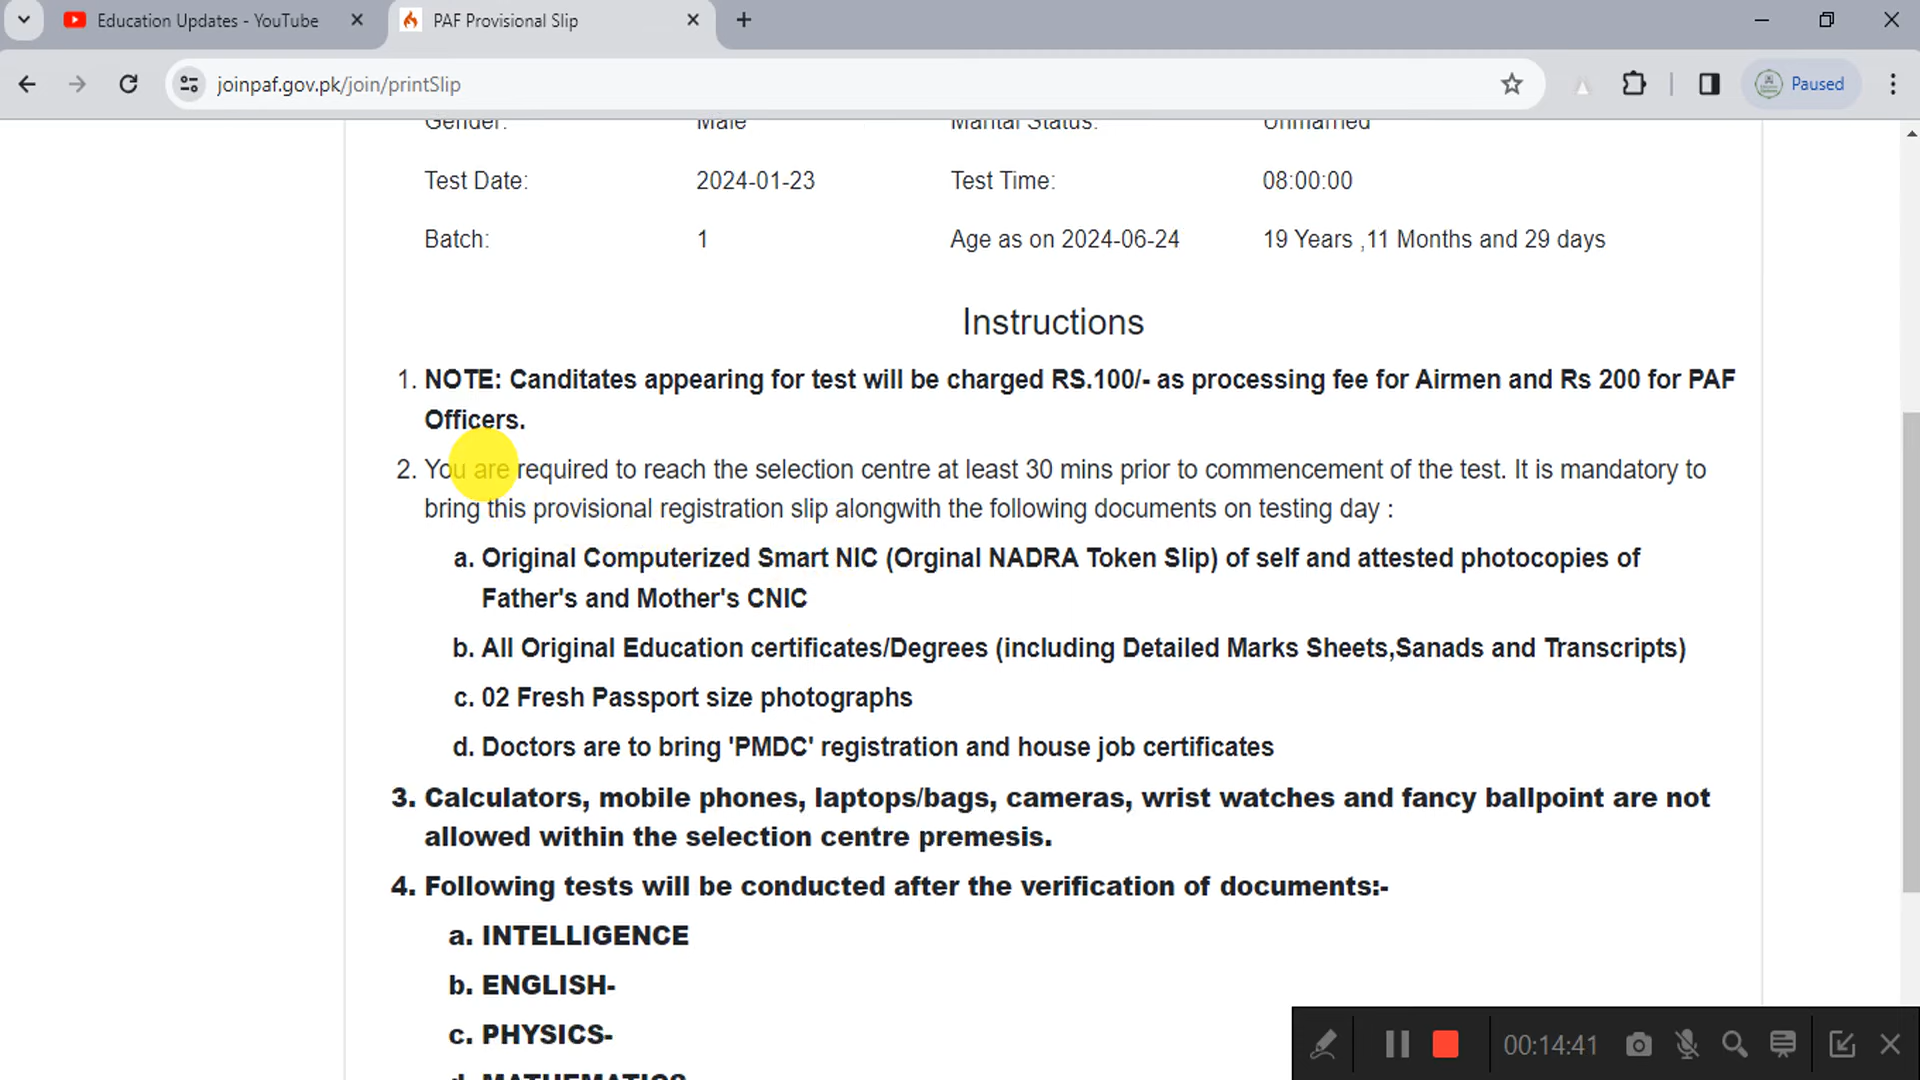 Education Updates - YouTube
PAF Provisional Slip
joinpaf.gov.pk/join/printSlip
Paused
Gender: Male Marital Status: Unmarried
Test Date: 2024-01-23 Test Time: 08:00:00
Batch: 1 Age as on 2024-06-24 19 Years ,11 Months and 29 days
Instructions
1. NOTE: Canditates appearing for test will be charged RS.100/- as processing fee for Airmen and Rs 200 for PAF
Officers.
2. You are required to reach the selection centre at least 30 mins prior to commencement of the test. It is mandatory to
bring this provisional registration slip alongwith the following documents on testing day :
a. Original Computerized Smart NIC (Orginal NADRA Token Slip) of self and attested photocopies of
Father's and Mother's CNIC
b. All Original Education certificates/Degrees (including Detailed Marks Sheets,Sanads and Transcripts)
c. 02 Fresh Passport size photographs
d. Doctors are to bring 'PMDC' registration and house job certificates
3. Calculators, mobile phones, laptops/bags, cameras, wrist watches and fancy ballpoint are not
allowed within the selection centre premesis.
4. Following tests will be conducted after the verification of documents:-
a. INTELLIGENCE
b. ENGLISH-
c. PHYSICS-
d. MATHEMATICS
00:14:41